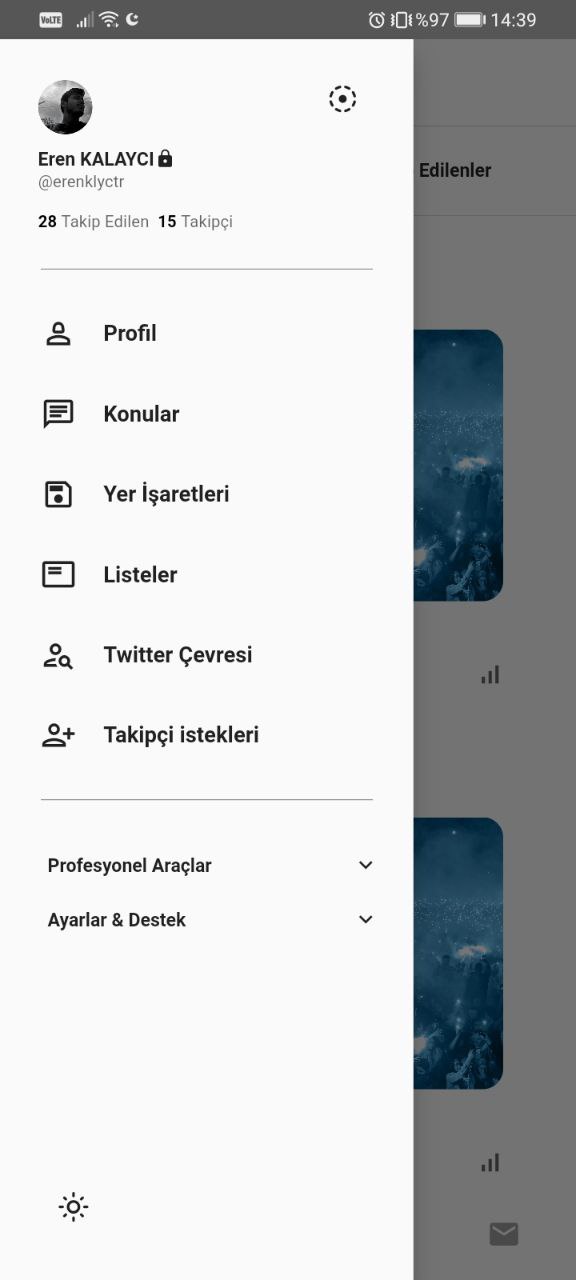 VoLTE %97 14:39
Eren KALAYCI
@erenklyctr
28 Takip Edilen 15 Takipçi
Edilenler
Profil
Konular
Yer İşaretleri
Listeler
Twitter Çevresi
Takipçi istekleri
Profesyonel Araçlar
Ayarlar & Destek